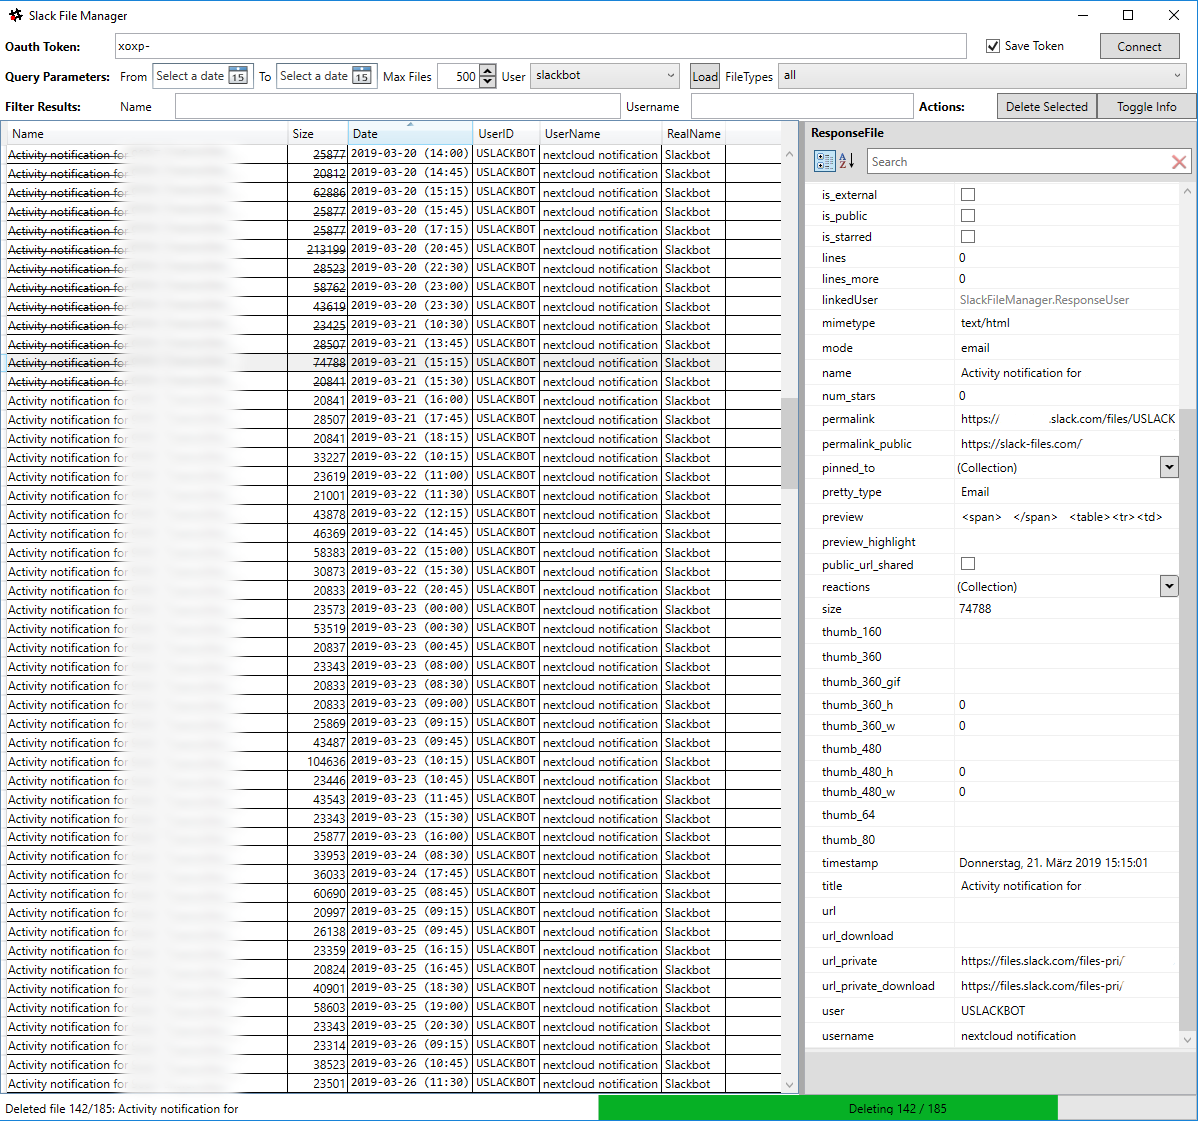 Slack File Manager
Oauth Token: xoxp- Save Token Connect
Query Parameters: From Select a date 15 To Select a date 15 Max Files 500 User slackbot Load FileTypes all
Filter Results: Name Username Actions: Delete Selected Toggle Info
Name Size Date UserID UserName RealName
Activity notification for 25877 2019-03-20 (14:00) USLACKBOT nextcloud notification Slackbot
Activity notification for 20812 2019-03-20 (14:45) USLACKBOT nextcloud notification Slackbot
Activity notification for 62886 2019-03-20 (15:15) USLACKBOT nextcloud notification Slackbot
Activity notification for 25877 2019-03-20 (15:45) USLACKBOT nextcloud notification Slackbot
Activity notification for 25877 2019-03-20 (17:15) USLACKBOT nextcloud notification Slackbot
Activity notification for 213199 2019-03-20 (20:45) USLACKBOT nextcloud notification Slackbot
Activity notification for 28523 2019-03-20 (22:30) USLACKBOT nextcloud notification Slackbot
Activity notification for 58762 2019-03-20 (23:00) USLACKBOT nextcloud notification Slackbot
Activity notification for 43619 2019-03-20 (23:30) USLACKBOT nextcloud notification Slackbot
Activity notification for 23425 2019-03-21 (10:30) USLACKBOT nextcloud notification Slackbot
Activity notification for 28507 2019-03-21 (13:45) USLACKBOT nextcloud notification Slackbot
Activity notification for 74788 2019-03-21 (15:15) USLACKBOT nextcloud notification Slackbot
Activity notification for 20841 2019-03-21 (15:30) USLACKBOT nextcloud notification Slackbot
Activity notification for 20841 2019-03-21 (16:00) USLACKBOT nextcloud notification Slackbot
Activity notification for 28507 2019-03-21 (17:45) USLACKBOT nextcloud notification Slackbot
Activity notification for 20841 2019-03-21 (18:15) USLACKBOT nextcloud notification Slackbot
Activity notification for 33227 2019-03-22 (10:15) USLACKBOT nextcloud notification Slackbot
Activity notification for 23619 2019-03-22 (11:00) USLACKBOT nextcloud notification Slackbot
Activity notification for 21001 2019-03-22 (11:30) USLACKBOT nextcloud notification Slackbot
Activity notification for 43878 2019-03-22 (12:15) USLACKBOT nextcloud notification Slackbot
Activity notification for 46369 2019-03-22 (14:45) USLACKBOT nextcloud notification Slackbot
Activity notification for 58383 2019-03-22 (15:00) USLACKBOT nextcloud notification Slackbot
Activity notification for 30873 2019-03-22 (15:30) USLACKBOT nextcloud notification Slackbot
Activity notification for 20833 2019-03-22 (20:45) USLACKBOT nextcloud notification Slackbot
Activity notification for 23573 2019-03-23 (00:00) USLACKBOT nextcloud notification Slackbot
Activity notification for 53519 2019-03-23 (00:30) USLACKBOT nextcloud notification Slackbot
Activity notification for 20837 2019-03-23 (00:45) USLACKBOT nextcloud notification Slackbot
Activity notification for 23343 2019-03-23 (08:00) USLACKBOT nextcloud notification Slackbot
Activity notification for 20833 2019-03-23 (08:30) USLACKBOT nextcloud notification Slackbot
Activity notification for 20833 2019-03-23 (09:00) USLACKBOT nextcloud notification Slackbot
Activity notification for 25869 2019-03-23 (09:15) USLACKBOT nextcloud notification Slackbot
Activity notification for 43487 2019-03-23 (09:45) USLACKBOT nextcloud notification Slackbot
Activity notification for 104636 2019-03-23 (10:15) USLACKBOT nextcloud notification Slackbot
Activity notification for 23446 2019-03-23 (10:45) USLACKBOT nextcloud notification Slackbot
Activity notification for 43543 2019-03-23 (11:45) USLACKBOT nextcloud notification Slackbot
Activity notification for 23343 2019-03-23 (15:30) USLACKBOT nextcloud notification Slackbot
Activity notification for 25877 2019-03-23 (16:00) USLACKBOT nextcloud notification Slackbot
Activity notification for 33953 2019-03-24 (08:30) USLACKBOT nextcloud notification Slackbot
Activity notification for 36033 2019-03-24 (17:45) USLACKBOT nextcloud notification Slackbot
Activity notification for 60690 2019-03-25 (08:45) USLACKBOT nextcloud notification Slackbot
Activity notification for 20997 2019-03-25 (09:15) USLACKBOT nextcloud notification Slackbot
Activity notification for 26138 2019-03-25 (09:45) USLACKBOT nextcloud notification Slackbot
Activity notification for 23359 2019-03-25 (16:15) USLACKBOT nextcloud notification Slackbot
Activity notification for 20824 2019-03-25 (16:45) USLACKBOT nextcloud notification Slackbot
Activity notification for 40901 2019-03-25 (18:30) USLACKBOT nextcloud notification Slackbot
Activity notification for 58603 2019-03-25 (19:00) USLACKBOT nextcloud notification Slackbot
Activity notification for 23343 2019-03-25 (20:30) USLACKBOT nextcloud notification Slackbot
Activity notification for 23314 2019-03-26 (09:15) USLACKBOT nextcloud notification Slackbot
Activity notification for 38523 2019-03-26 (10:45) USLACKBOT nextcloud notification Slackbot
Activity notification for 23501 2019-03-26 (11:30) USLACKBOT nextcloud notification Slackbot
ResponseFile
A Z Search
is_external
is_public
is_starred
lines 0
lines_more 0
linkedUser SlackFileManager.ResponseUser
mimetype text/html
mode email
name Activity notification for
num_stars 0
permalink https:// .slack.com/files/USLACK
permalink_public https://slack-files.com/
pinned_to (Collection)
pretty_type Email
preview <span> </span> <table><tr><td>
preview_highlight
public_url_shared
reactions (Collection)
size 74788
thumb_160
thumb_360
thumb_360_gif
thumb_360_h 0
thumb_360_w 0
thumb_480
thumb_480_h 0
thumb_480_w 0
thumb_64
thumb_80
timestamp Donnerstag, 21. März 2019 15:15:01
title Activity notification for
url
url_download
url_private https://files.slack.com/files-pri/
url_private_download https://files.slack.com/files-pri/
user USLACKBOT
username nextcloud notification
Deleted file 142/185: Activity notification for Deleting 142 / 185